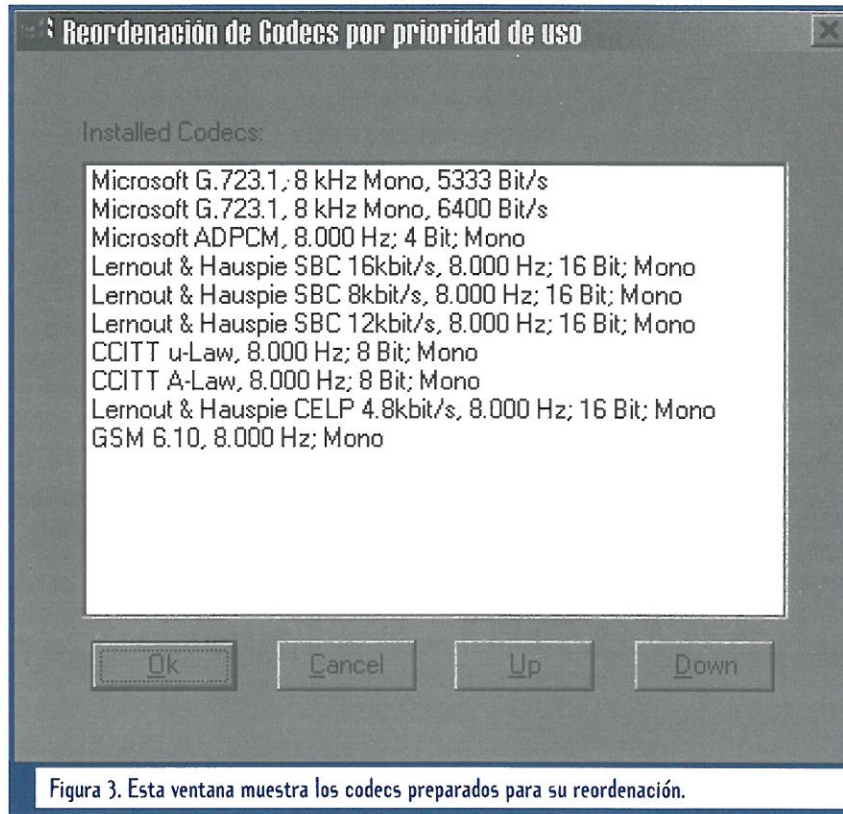 Reordenación de Codecs por prioridad de uso
Installed Codecs:
Microsoft G.723.1, 8 kHz Mono, 5333 Bit/s
Microsoft G.723.1, 8 kHz Mono, 6400 Bit/s
Microsoft ADPCM, 8.000 Hz; 4 Bit; Mono
Lernout & Hauspie SBC 16kbit/s, 8.000 Hz; 16 Bit; Mono
Lernout & Hauspie SBC 8kbit/s, 8.000 Hz; 16 Bit; Mono
Lernout & Hauspie SBC 12kbit/s, 8.000 Hz; 16 Bit; Mono
CCITT u-Law, 8.000 Hz; 8 Bit; Mono
CCITT A-Law, 8.000 Hz; 8 Bit; Mono
Lernout & Hauspie CELP 4.8kbit/s, 8.000 Hz; 16 Bit; Mono
GSM 6.10, 8.000 Hz; Mono
Ok Cancel Up Down
Figura 3. Esta ventana muestra los codecs preparados para su reordenación.